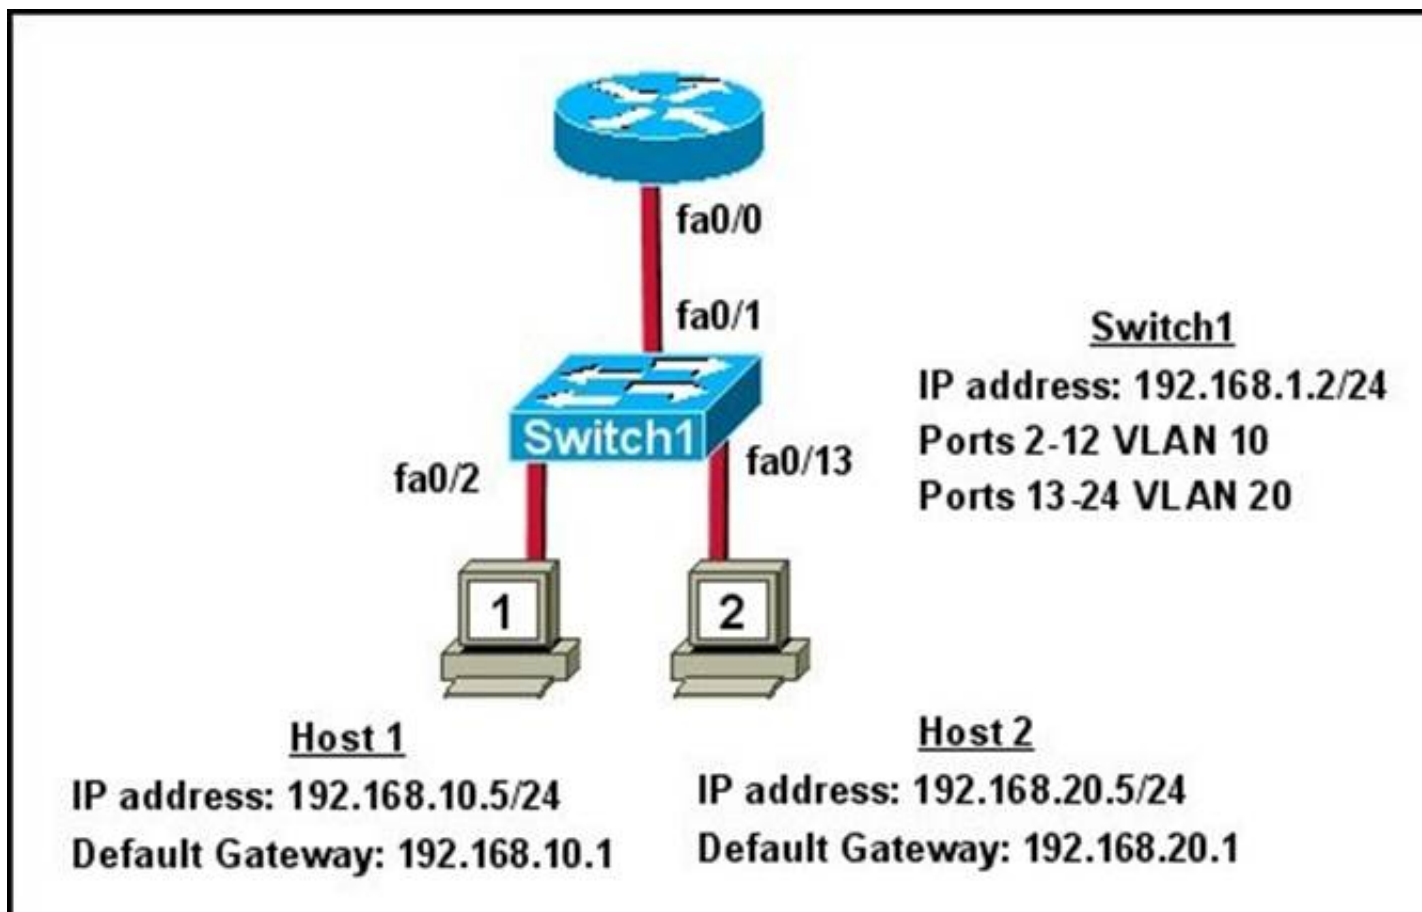 fa0/0
fa0/1
Switch1
IP address: 192.168.1.2/24
Ports 2-12 VLAN 10
Ports 13-24 VLAN 20
Switch1
fa0/2
fa0/13
1
2
Host 1
IP address: 192.168.10.5/24
Default Gateway: 192.168.10.1
Host 2
IP address: 192.168.20.5/24
Default Gateway: 192.168.20.1